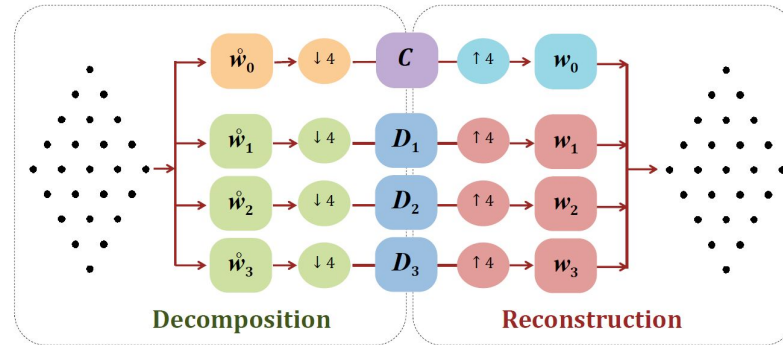 ẘ₀ ↓ 4 C ↑ 4 w₀
ẘ₁ ↓ 4 D₁ ↑ 4 w₁
ẘ₂ ↓ 4 D₂ ↑ 4 w₂
ẘ₃ ↓ 4 D₃ ↑ 4 w₃
Decomposition Reconstruction